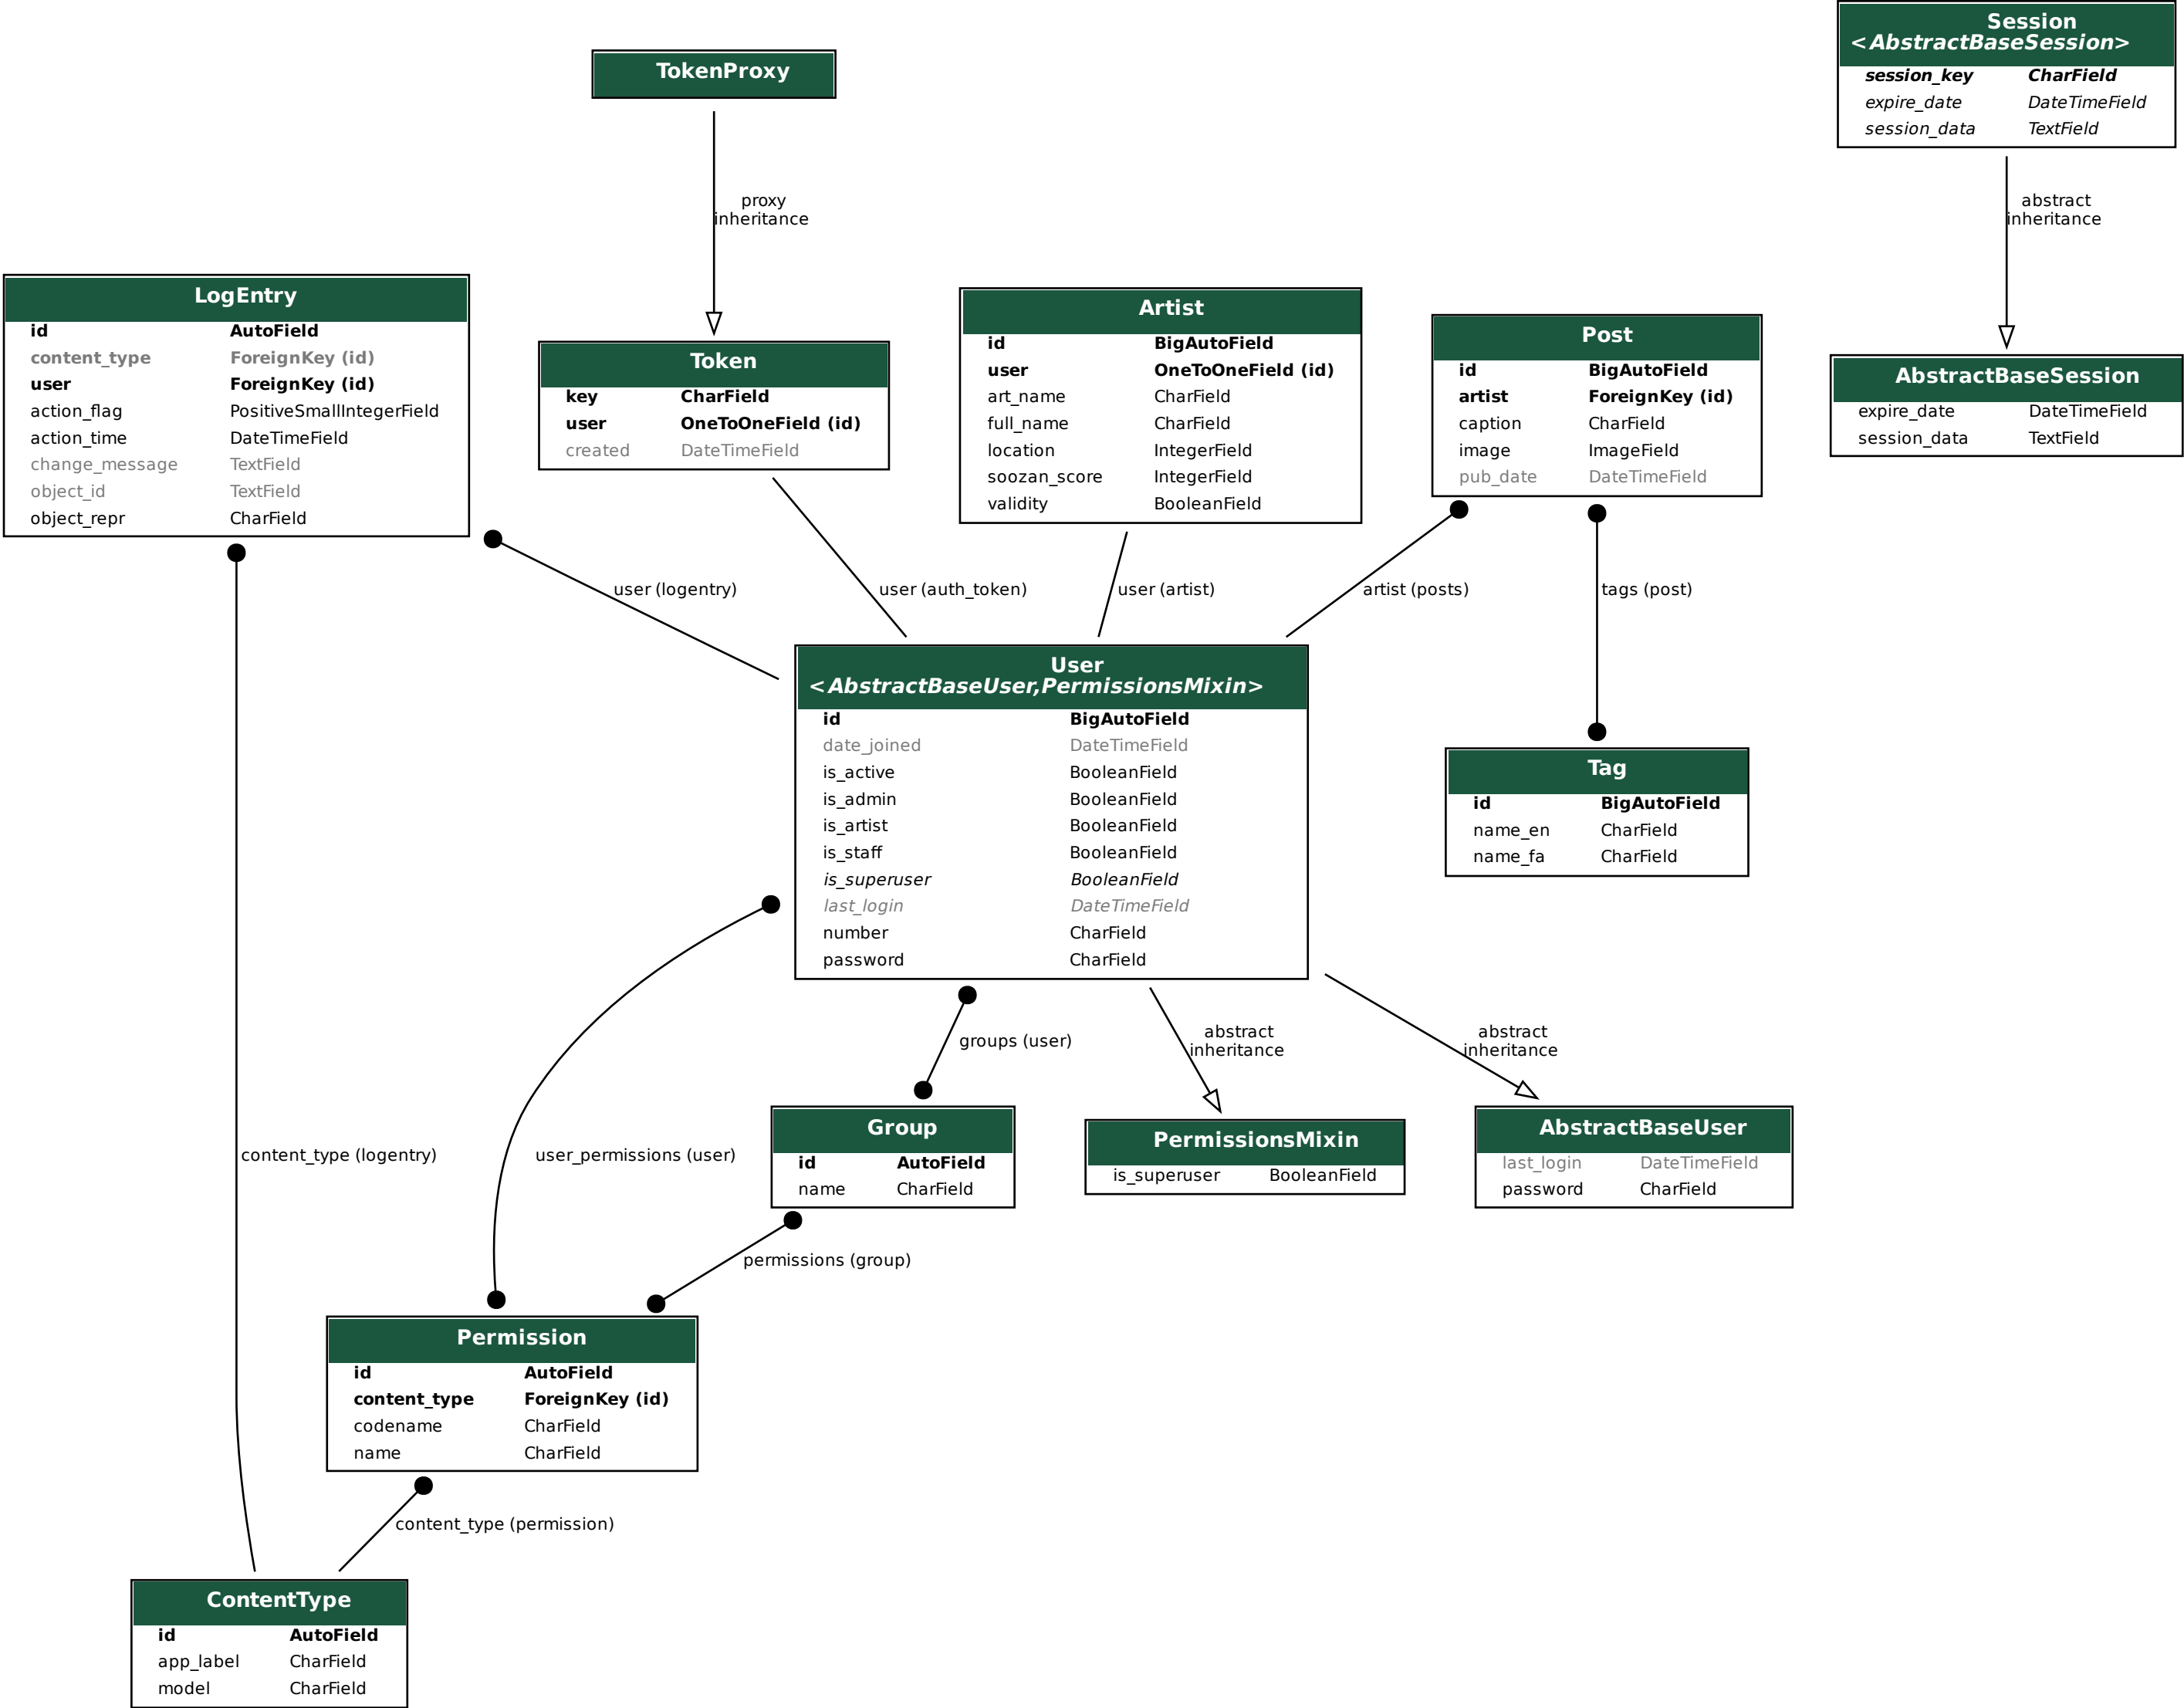 Session
<AbstractBaseSession>
session_key CharField
expire_date DateTimeField
session_data TextField
TokenProxy
proxy
inheritance
abstract
inheritance
LogEntry
id AutoField
content_type ForeignKey (id)
user ForeignKey (id)
action_flag PositiveSmallIntegerField
action_time DateTimeField
change_message TextField
object_id TextField
object_repr CharField
Token
key CharField
user OneToOneField (id)
created DateTimeField
Artist
id BigAutoField
user OneToOneField (id)
art_name CharField
full_name CharField
location IntegerField
soozan_score IntegerField
validity BooleanField
Post
id BigAutoField
artist ForeignKey (id)
caption CharField
image ImageField
pub_date DateTimeField
AbstractBaseSession
expire_date DateTimeField
session_data TextField
user (logentry)
user (auth_token)
user (artist)
artist (posts)
tags (post)
User
<AbstractBaseUser,PermissionsMixin>
id BigAutoField
date_joined DateTimeField
is_active BooleanField
is_admin BooleanField
is_artist BooleanField
is_staff BooleanField
is_superuser BooleanField
last_login DateTimeField
number CharField
password CharField
Tag
id BigAutoField
name_en CharField
name_fa CharField
groups (user)
abstract
inheritance
abstract
inheritance
content_type (logentry)
user_permissions (user)
Group
id AutoField
name CharField
PermissionsMixin
is_superuser BooleanField
AbstractBaseUser
last_login DateTimeField
password CharField
permissions (group)
Permission
id AutoField
content_type ForeignKey (id)
codename CharField
name CharField
content_type (permission)
ContentType
id AutoField
app_label CharField
model CharField